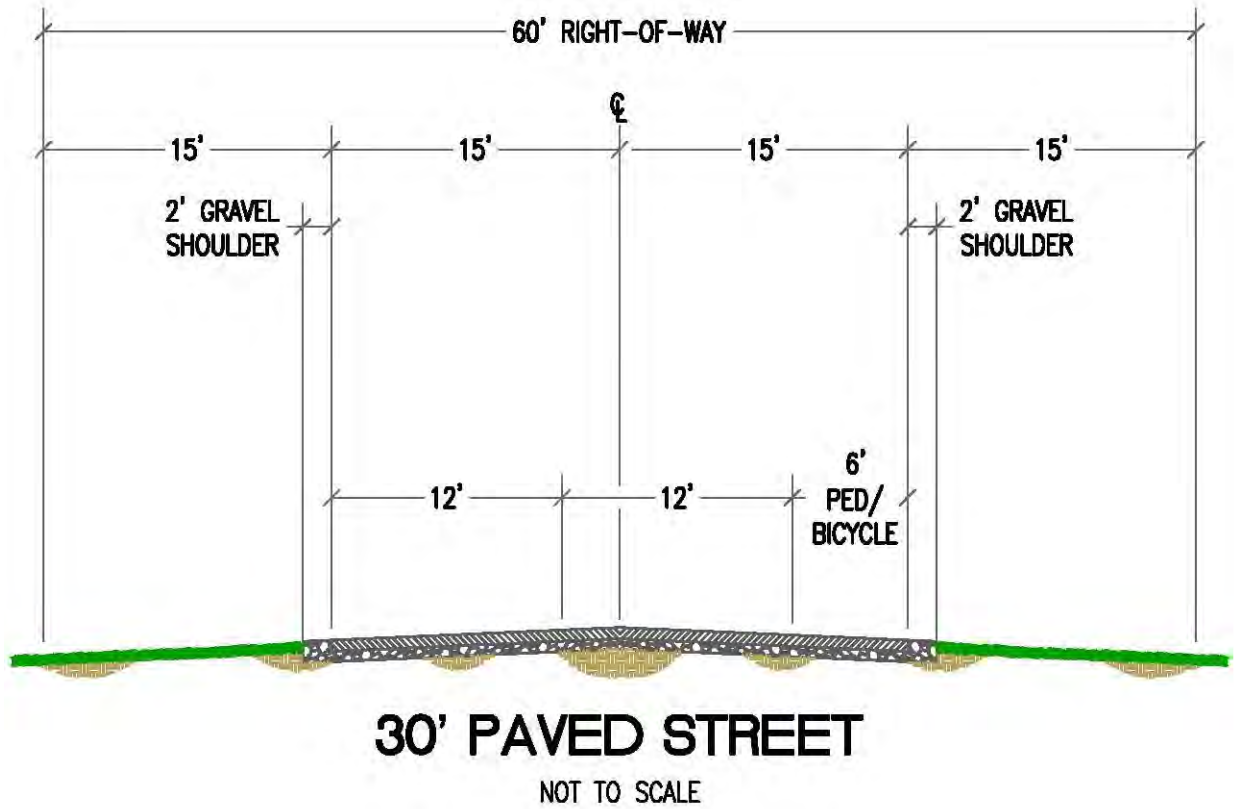 60' RIGHT-OF-WAY
℄
15' 15' 15' 15'
2' GRAVEL
SHOULDER
2' GRAVEL
SHOULDER
12' 12'
6'
PED/
BICYCLE
30' PAVED STREET
NOT TO SCALE